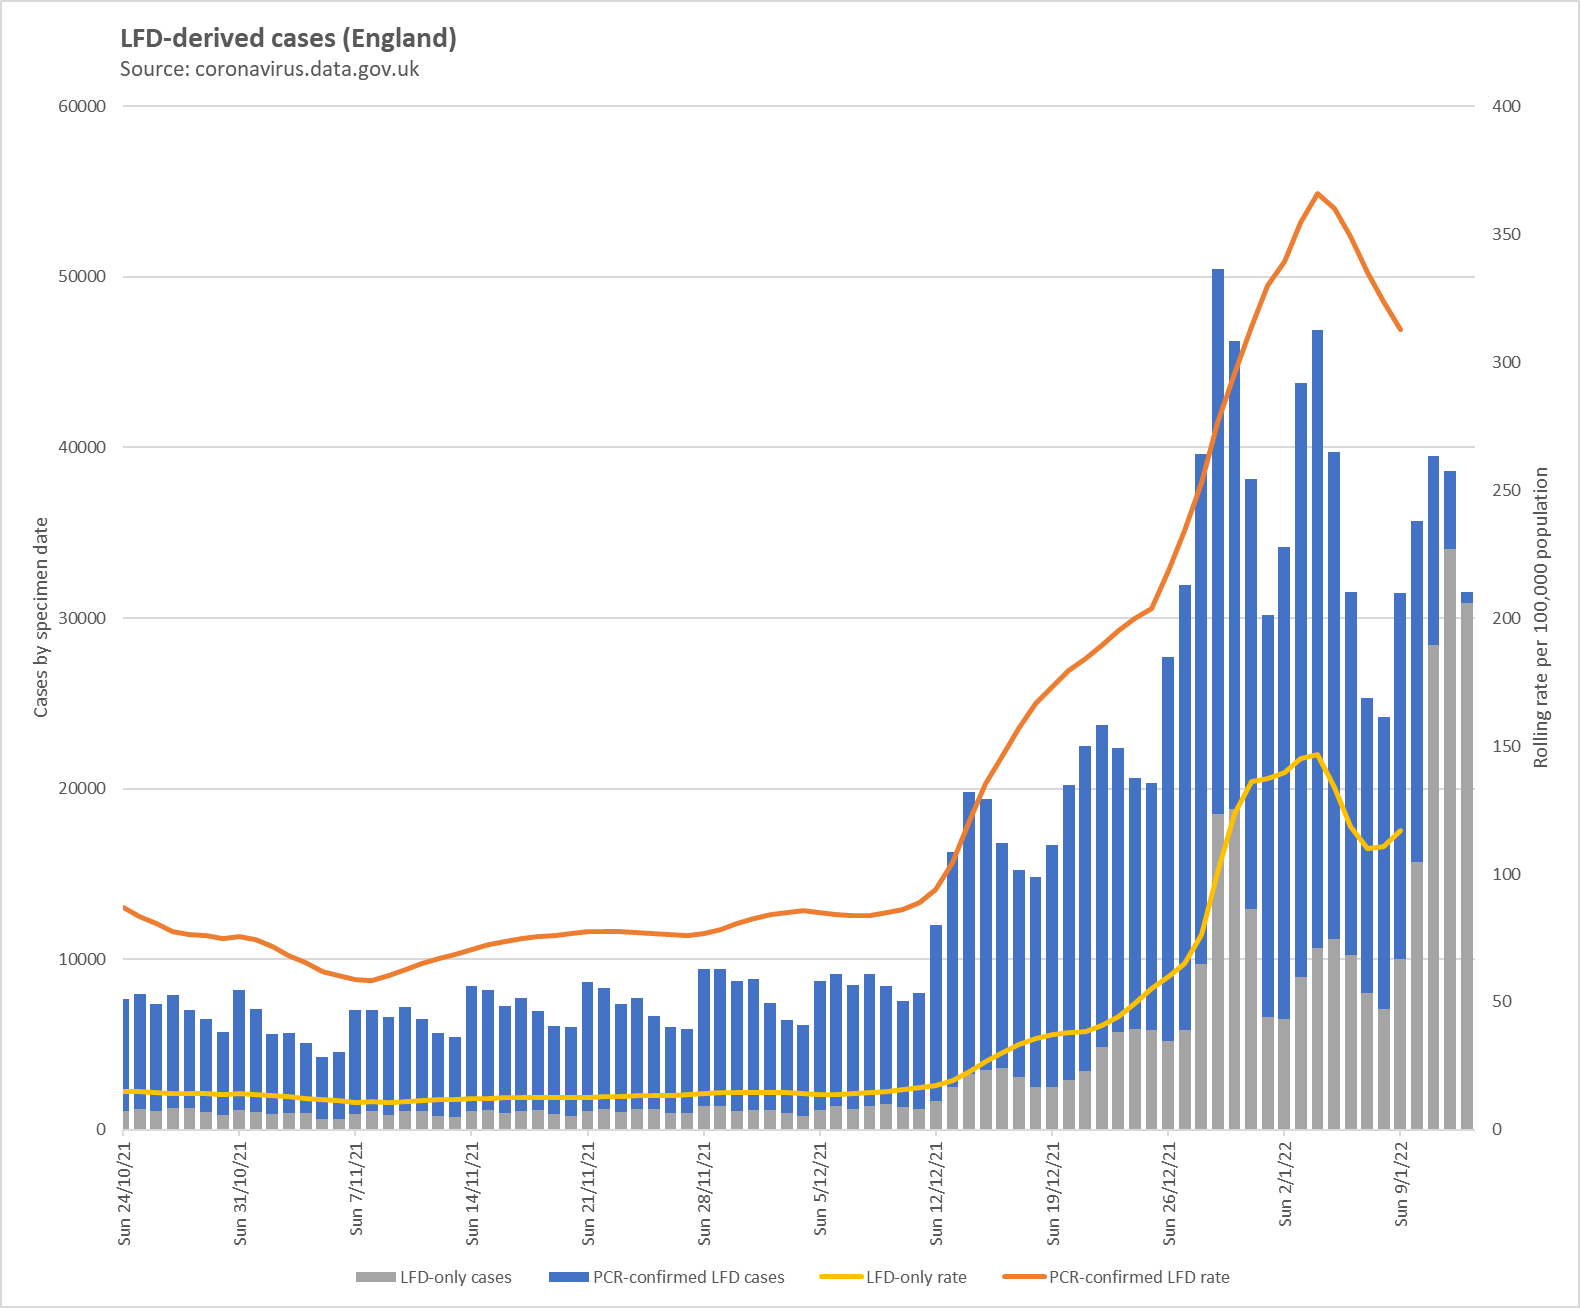 LFD-derived cases (England)
Source: coronavirus.data.gov.uk
60000
50000
40000
30000
20000
10000
0
Cases by specimen date
400
350
300
250
200
150
100
50
0
Rolling rate per 100,000 population
Sun 24/10/21
Sun 31/10/21
Sun 7/11/21
Sun 14/11/21
Sun 21/11/21
Sun 28/11/21
Sun 5/12/21
Sun 12/12/21
Sun 19/12/21
Sun 26/12/21
Sun 2/1/22
Sun 9/1/22
LFD-only cases
PCR-confirmed LFD cases
LFD-only rate
PCR-confirmed LFD rate